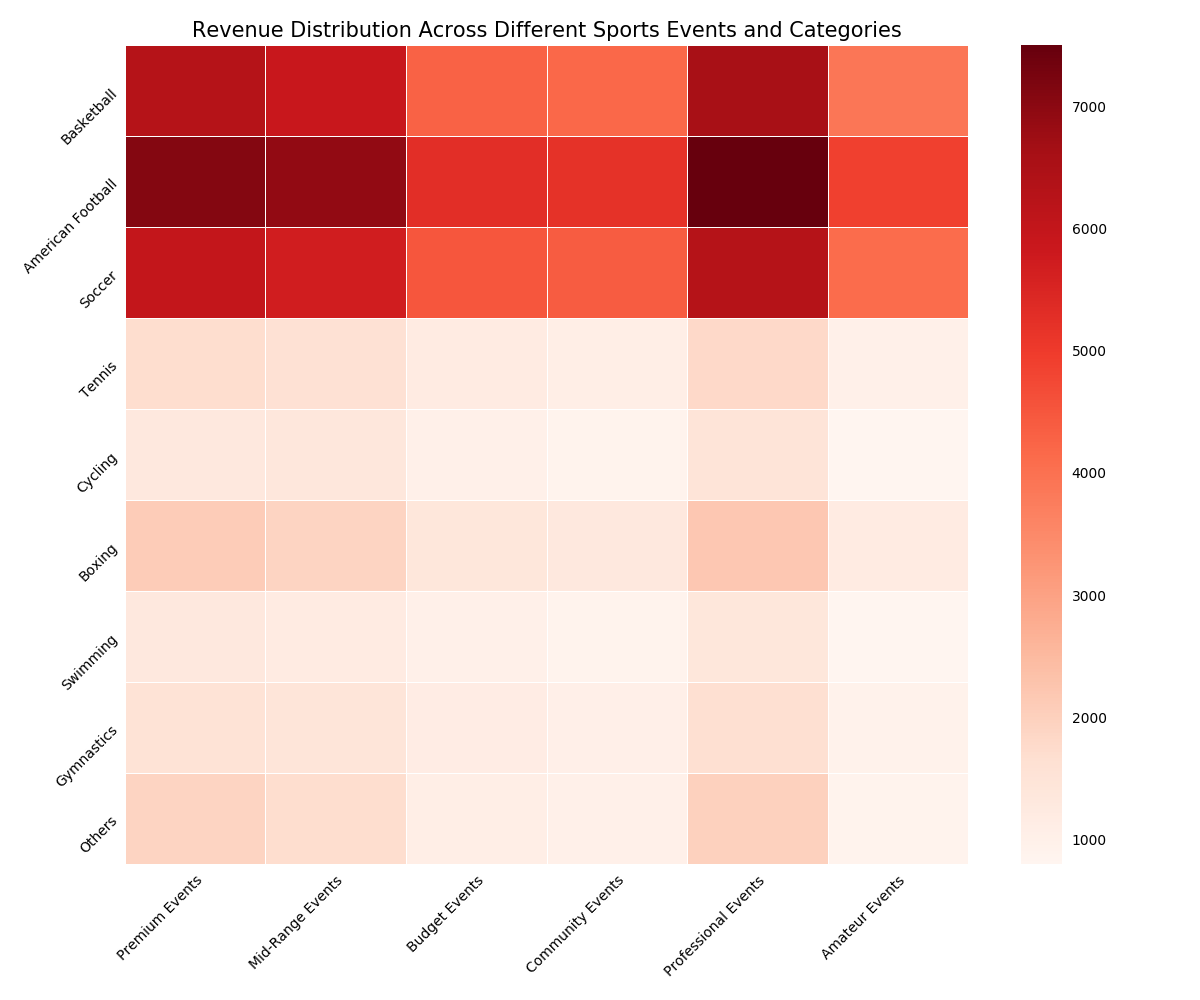 Revenue Distribution Across Different Sports Events and Categories
Basketball
American Football
Soccer
Tennis
Cycling
Boxing
Swimming
Gymnastics
Others
Premium Events
Mid-Range Events
Budget Events
Community Events
Professional Events
Amateur Events
7000
6000
5000
4000
3000
2000
1000